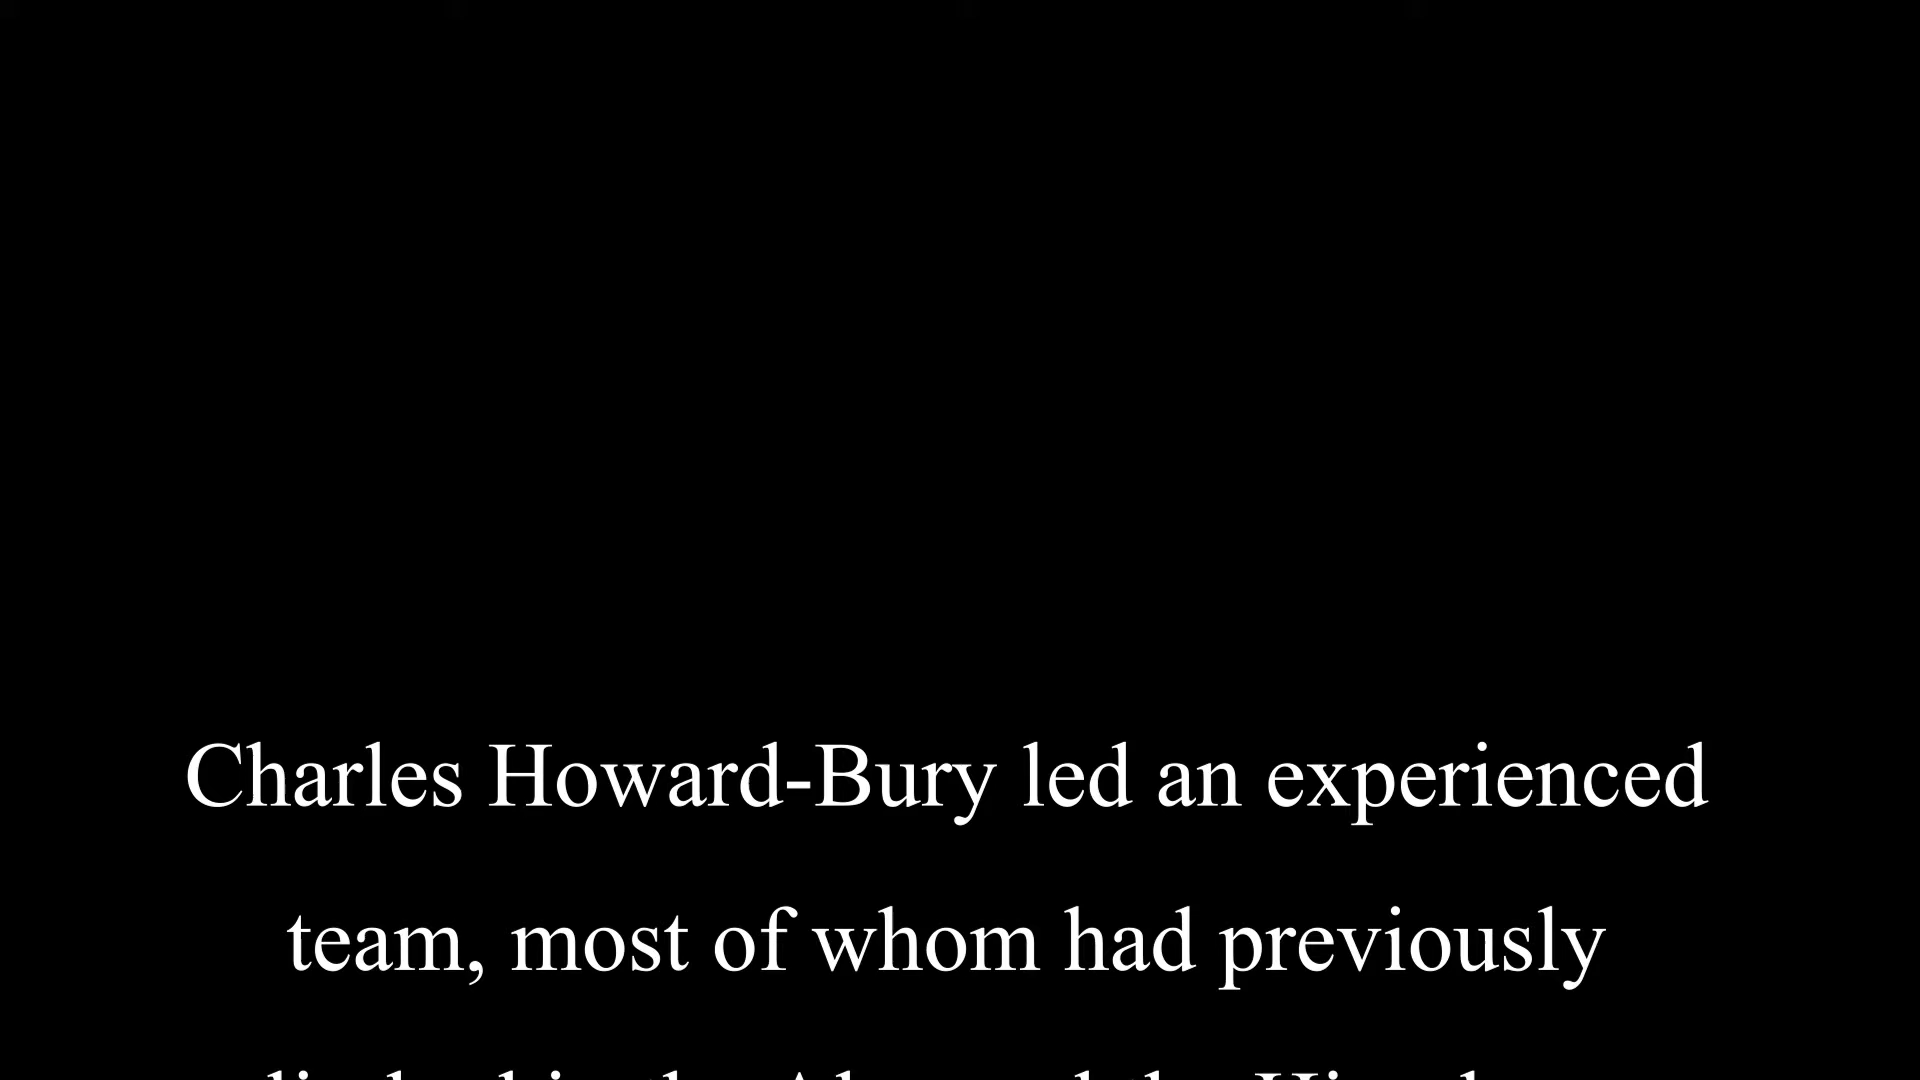 Charles Howard-Bury led an experienced
team, most of whom had previously